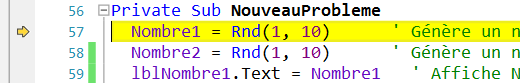 56 Private Sub NouveauProbleme
57 Nombre1 = Rnd(1, 10) ' Génère un n
58 Nombre2 = Rnd(1, 10) ' Génère un n
59 lblNombre1.Text = Nombre1 ' Affiche N